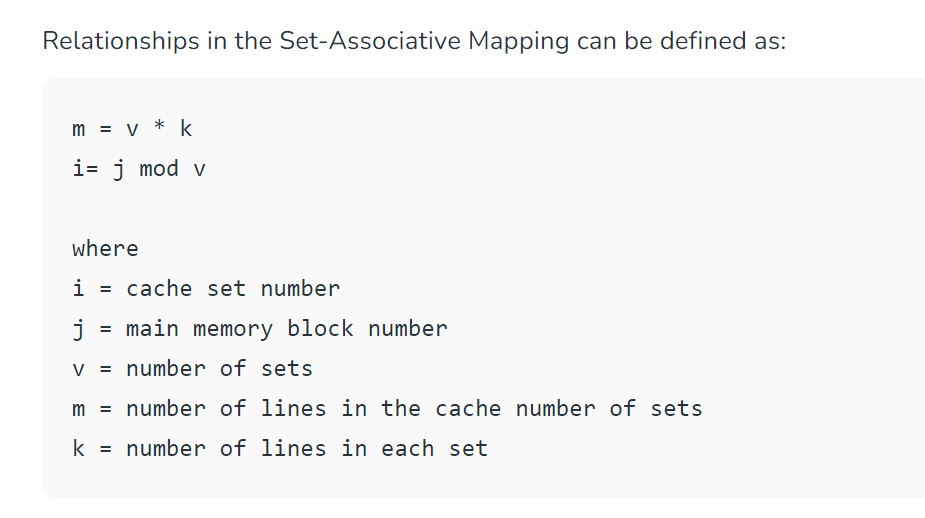 Relationships in the Set-Associative Mapping can be defined as:
m = v * k
i= j mod v
where
i = cache set number
j = main memory block number
v = number of sets
m = number of lines in the cache number of sets
k = number of lines in each set